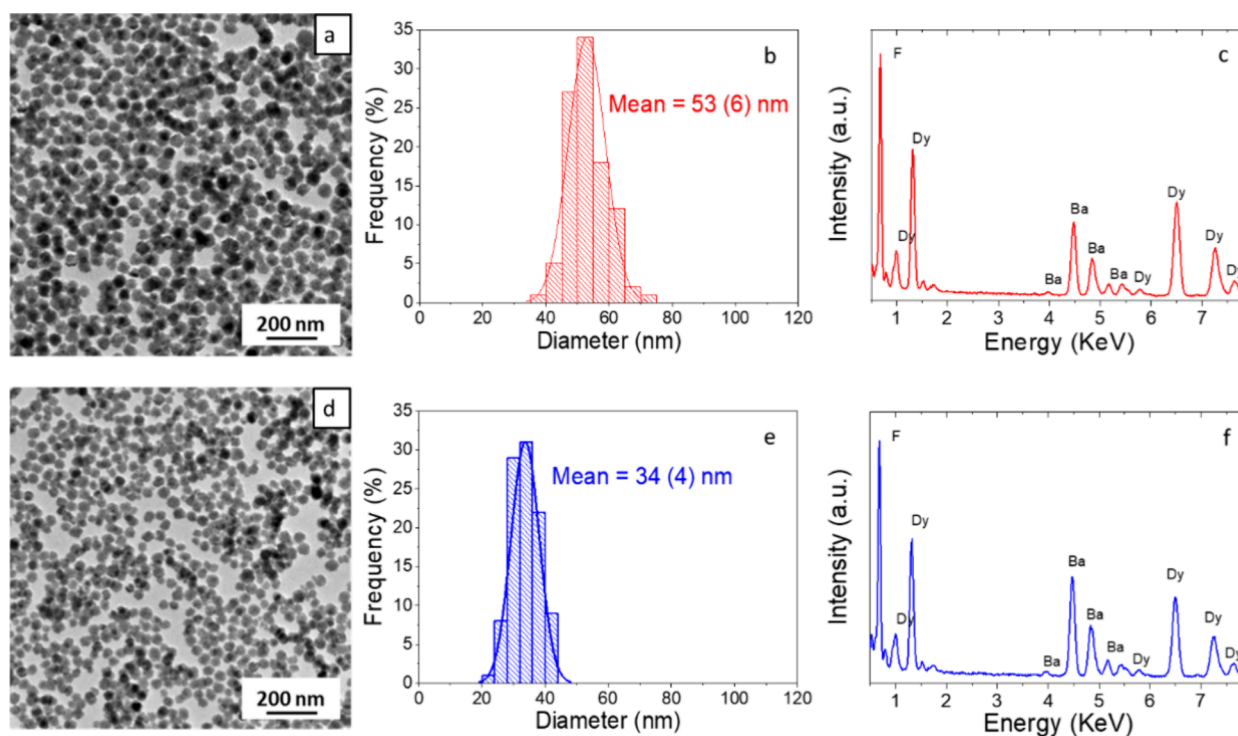 a
200 nm
35
30
25
20
15
10
5
0
Frequency (%)
b
Mean = 53 (6) nm
0 20 40 60 80 100 120
Diameter (nm)
c
Intensity (a.u.)
F
Dy
Dy
Ba
Ba
Ba
Ba
Dy
Dy
Dy
Dy
1 2 3 4 5 6 7
Energy (KeV)
d
200 nm
35
30
25
20
15
10
5
0
Frequency (%)
e
Mean = 34 (4) nm
0 20 40 60 80 100 120
Diameter (nm)
f
Intensity (a.u.)
F
Dy
Dy
Ba
Ba
Ba
Ba
Dy
Dy
Dy
Dy
1 2 3 4 5 6 7
Energy (KeV)